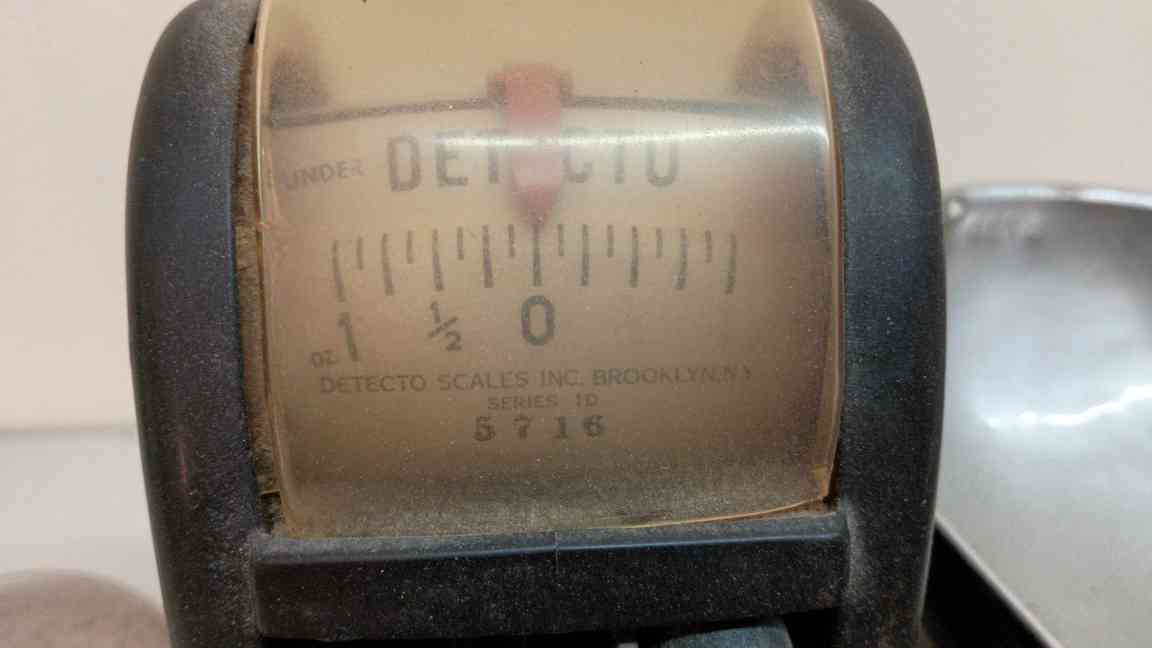 UNDER DETECTO
1 ½ 0
OZ.
DETECTO SCALES INC. BROOKLYN, N.Y.
SERIES 1D
5716